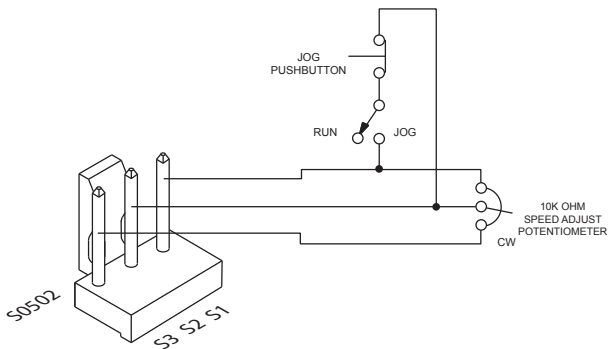 JOG
PUSHBUTTON
RUN
JOG
10K OHM
SPEED ADJUST
POTENTIOMETER
CW
S0502
S3 S2 S1